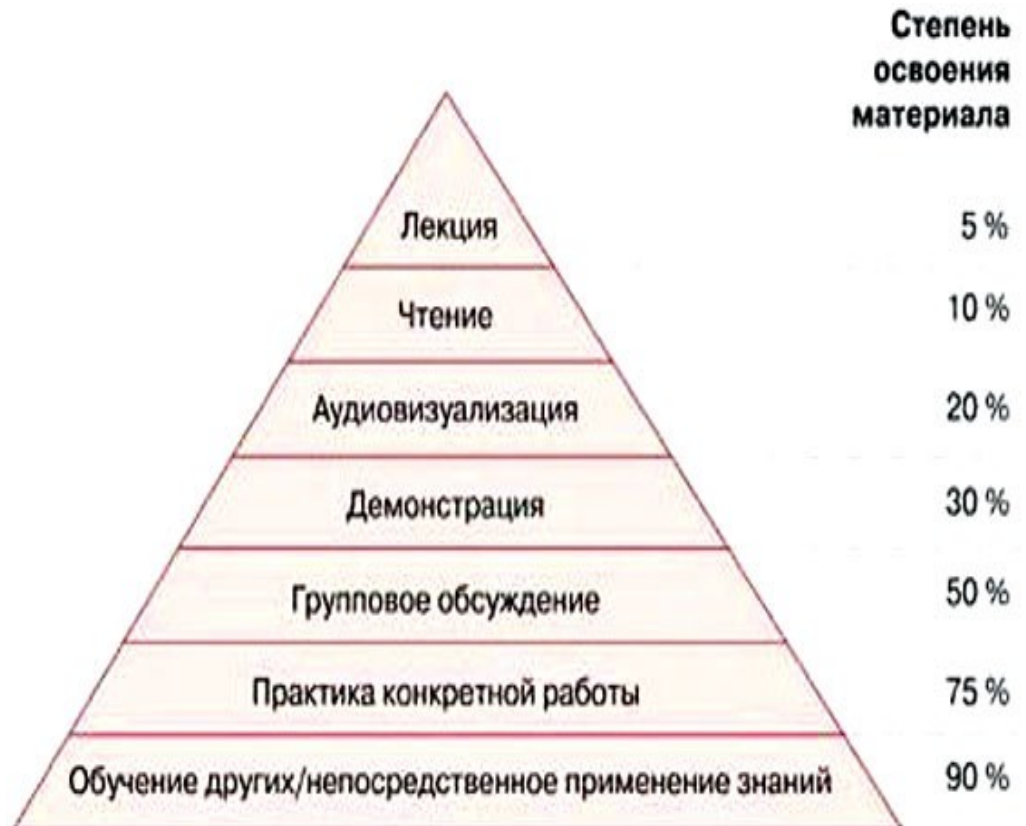 Степень
освоения
материала
Лекция 5 %
Чтение 10 %
Аудиовизуализация 20 %
Демонстрация 30 %
Групповое обсуждение 50 %
Практика конкретной работы 75 %
Обучение других/непосредственное применение знаний 90 %